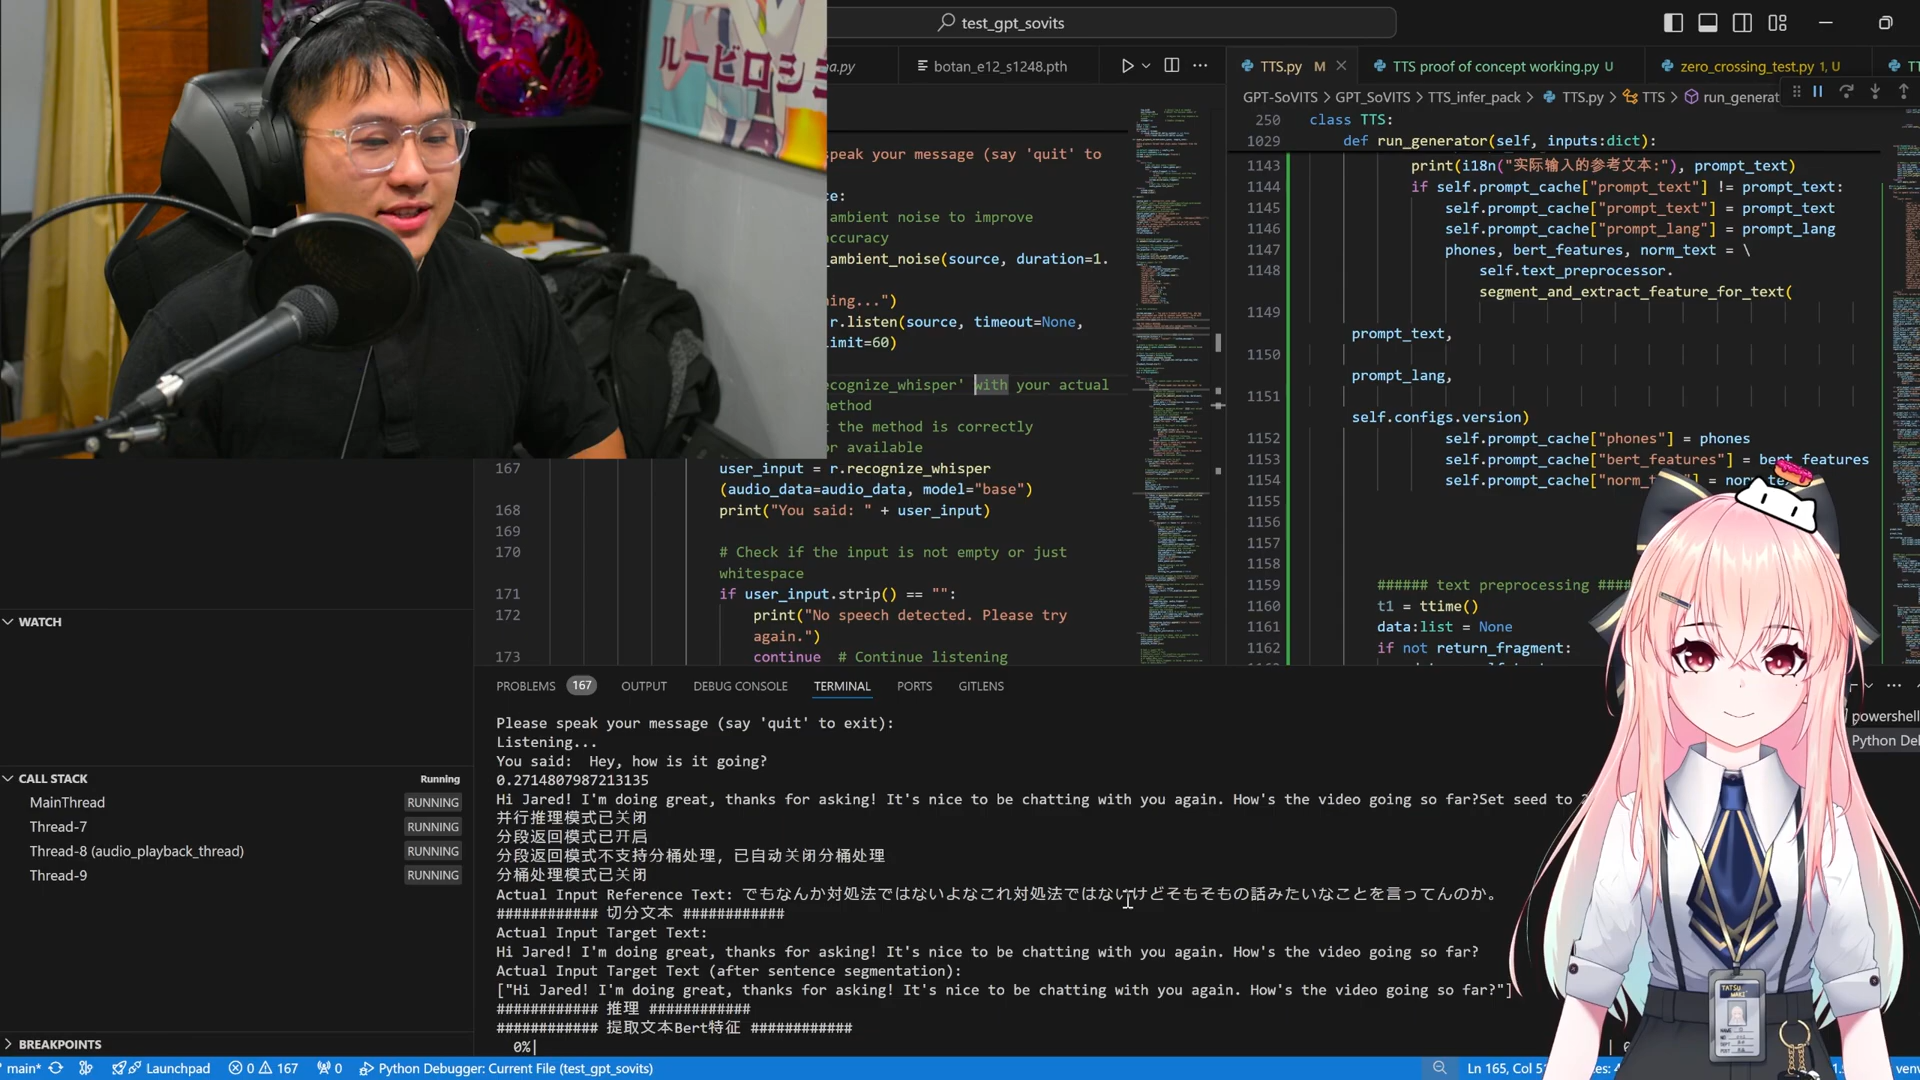 ルービロシ
test_gpt_sovits
botan_e12_s1248.pth
TTS.py M
TTS proof of concept working.py U
zero_crossing_test.py 1, U
GPT-SoVITS > GPT_SoVITS > TTS_infer_pack > TTS.py > TTS > run_generat
peak your message (say 'quit' to
ce:
ambient noise to improve
ccuracy
_ambient_noise(source, duration=1.
ning...")
r.listen(source, timeout=None,
limit=60)
ecognize_whisper' with your actual
method
t the method is correctly
or available
167 user_input = r.recognize_whisper
(audio_data=audio_data, model="base")
168 print("You said: " + user_input)
169
170 # Check if the input is not empty or just
whitespace
171 if user_input.strip() == "":
172 print("No speech detected. Please try
again.")
173 continue # Continue listening
250 class TTS:
1029 def run_generator(self, inputs:dict):
1143 print(i18n("实际输入的参考文本:"), prompt_text)
1144 if self.prompt_cache["prompt_text"] != prompt_text:
1145 self.prompt_cache["prompt_text"] = prompt_text
1146 self.prompt_cache["prompt_lang"] = prompt_lang
1147 phones, bert_features, norm_text = \
1148 self.text_preprocessor.
segment_and_extract_feature_for_text(
1149
prompt_text,
1150
prompt_lang,
1151
self.configs.version)
1152 self.prompt_cache["phones"] = phones
1153 self.prompt_cache["bert_features"] = bert_features
1154 self.prompt_cache["norm_t
1155
1156
1157
1158
1159 ###### text preprocessing ####
1160 t1 = ttime()
1161 data:list = None
1162 if not return_fragment:
WATCH
CALL STACK Running
MainThread RUNNING
Thread-7 RUNNING
Thread-8 (audio_playback_thread) RUNNING
Thread-9 RUNNING
BREAKPOINTS
PROBLEMS 167 OUTPUT DEBUG CONSOLE TERMINAL PORTS GITLENS
powershell
Python De
Please speak your message (say 'quit' to exit):
Listening...
You said:  Hey, how is it going?
0.2714807987213135
Hi Jared! I'm doing great, thanks for asking! It's nice to be chatting with you again. How's the video going so far?Set seed to 2
并行推理模式已关闭
分段返回模式已开启
分段返回模式不支持分桶处理，已自动关闭分桶处理
分桶处理模式已关闭
Actual Input Reference Text: でもなんか対処法ではないよなこれ対処法ではないけどそもそもの話みたいなことを言ってんのか。
############ 切分文本 ############
Actual Input Target Text:
Hi Jared! I'm doing great, thanks for asking! It's nice to be chatting with you again. How's the video going so far?
Actual Input Target Text (after sentence segmentation):
["Hi Jared! I'm doing great, thanks for asking! It's nice to be chatting with you again. How's the video going so far?"]
############ 推理 ############
############ 提取文本Bert特征 ############
0%|
TATSU
MAKI
main* Launchpad 0 167 0 Python Debugger: Current File (test_gpt_sovits)
Ln 165, Col 5